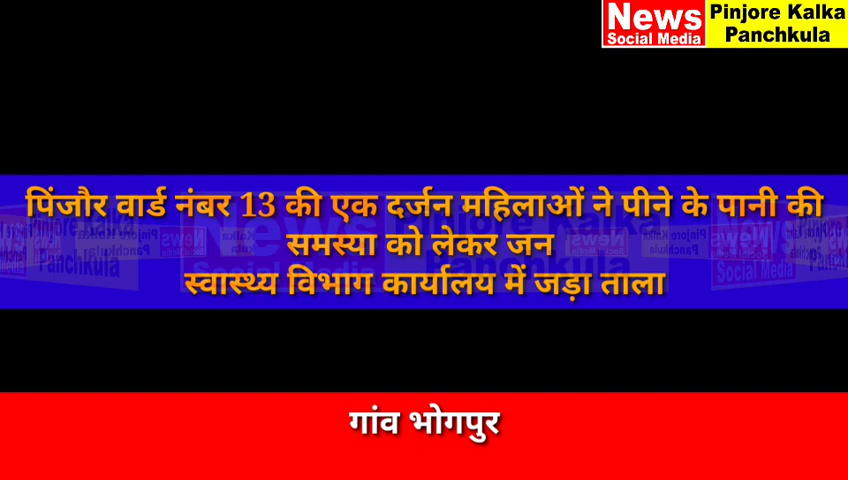 News
Social Media
Pinjore Kalka
Panchkula
पिंजौर वार्ड नंबर 13 की एक दर्जन महिलाओं ने पीने के पानी की
समस्या को लेकर जन
स्वास्थ्य विभाग कार्यालय में जड़ा ताला
गांव भोगपुर